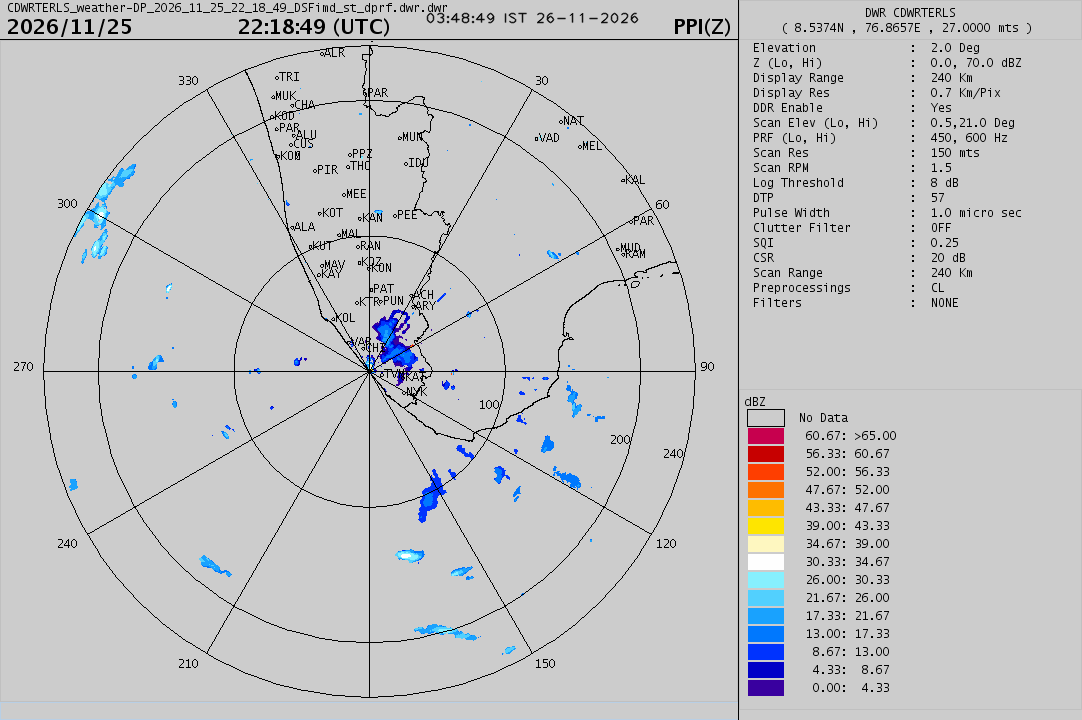 CDWRTERLS_weather-DP_2026_11_25_22_18_49_DSFimd_st_dprf.dwr.dwr
2026/11/25 22:18:49 (UTC) 03:48:49 IST 26-11-2026 PPI(Z)
DWR CDWRTERLS
( 8.5374N , 76.8657E , 27.0000 mts )
Elevation : 2.0 Deg
Z (Lo, Hi) : 0.0, 70.0 dBZ
Display Range : 240 Km
Display Res : 0.7 Km/Pix
DDR Enable : Yes
Scan Elev (Lo, Hi) : 0.5,21.0 Deg
PRF (Lo, Hi) : 450, 600 Hz
Scan Res : 150 mts
Scan RPM : 1.5
Log Threshold : 8 dB
DTP : 57
Pulse Width : 1.0 micro sec
Clutter Filter : OFF
SQI : 0.25
CSR : 20 dB
Scan Range : 240 Km
Preprocessings : CL
Filters : NONE
dBZ
No Data
60.67: >65.00
56.33: 60.67
52.00: 56.33
47.67: 52.00
43.33: 47.67
39.00: 43.33
34.67: 39.00
30.33: 34.67
26.00: 30.33
21.67: 26.00
17.33: 21.67
13.00: 17.33
8.67: 13.00
4.33: 8.67
0.00: 4.33
ALR
330 TRI 30
MUK PAR
CHA
KOD NAT
PAR ALU MUN VAD
CUS MEL
PPZ
PIR THO IDU
KAL
MEE
300 60
KOT KAN PEE PAR
ALA MAL
KUT RAN MUD
RAM
KOZ
MAV KON
KAY
PAT
KTR PUN ACH
ARY
KOL
VAR
CHI
270 90
TV KAT
NYK
100
200
240
240 120
210 150